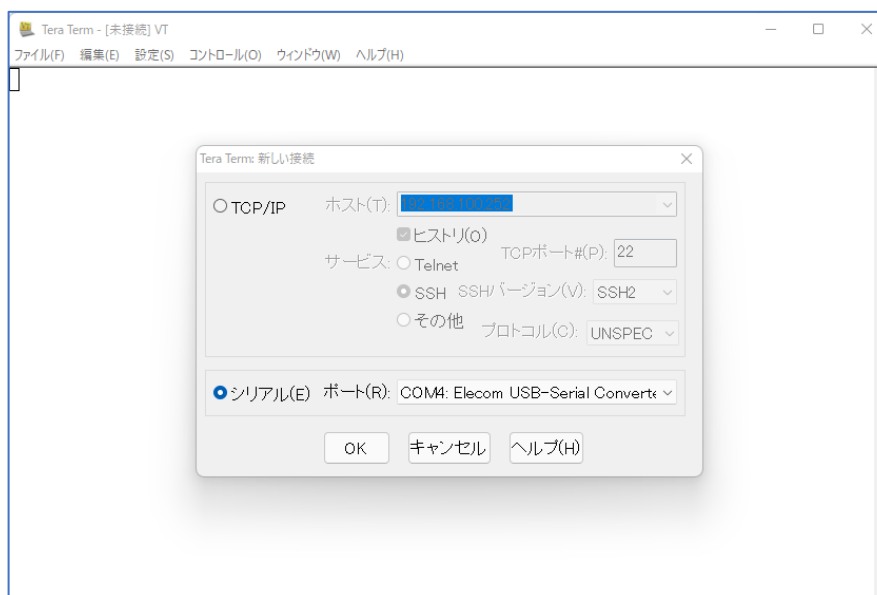 Tera Term - [未接続] VT
ファイル(F) 編集(E) 設定(S) コントロール(O) ウィンドウ(W) ヘルプ(H)
Tera Term: 新しい接続
TCP/IP ホスト(T): 192.168.100.252
ヒストリ(O)
サービス: Telnet TCPポート#(P): 22
SSH SSHバージョン(V): SSH2
その他 プロトコル(C): UNSPEC
シリアル(E) ポート(R): COM4: Elecom USB-Serial Converte
OK キャンセル ヘルプ(H)